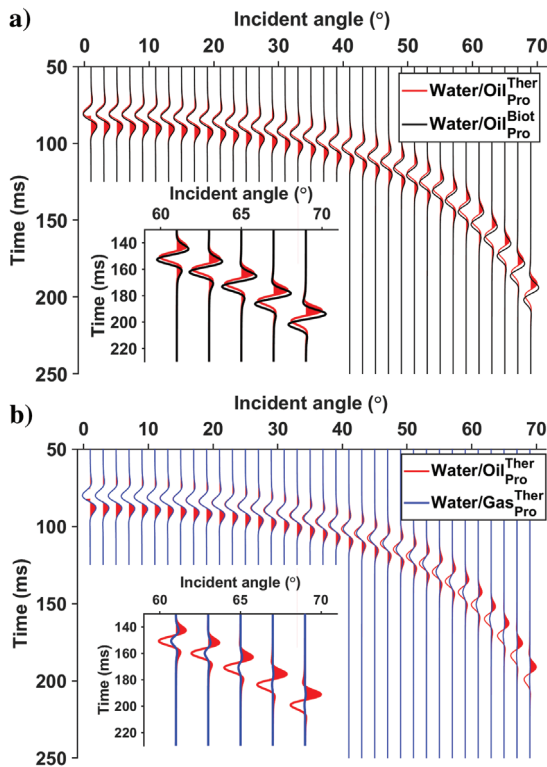 a)
Incident angle (°)
0 10 20 30 40 50 60 70
50
100
150
200
250
Time (ms)
Water/Oil Ther Pro
Water/Oil Biot Pro
Incident angle (°)
60 65 70
140
160
180
200
220
Time (ms)
b)
Incident angle (°)
0 10 20 30 40 50 60 70
50
100
150
200
250
Time (ms)
Water/Oil Ther Pro
Water/Gas Ther Pro
Incident angle (°)
60 65 70
140
160
180
200
220
Time (ms)